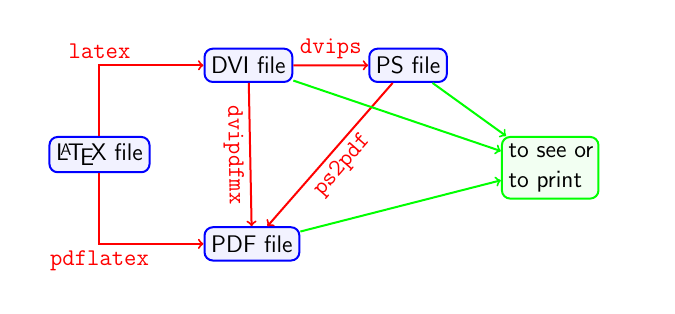 latex
dvips
DVI file
PS file
dvipdfmx
ps2pdf
LATEX file
to see or
to print
PDF file
pdflatex